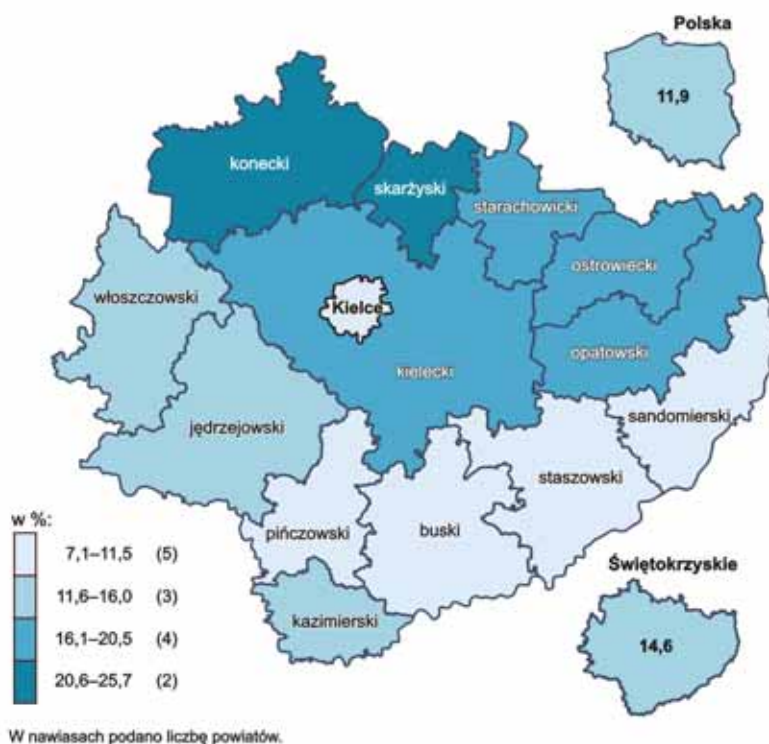 Polska
11,9
konecki
skarżyski
starachowicki
ostrowiecki
włoszczowski
Kielce
opatowski
kielecki
sandomierski
jędrzejowski
staszowski
w %:
pińczowski
buski
7,1–11,5 (5)
Świętokrzyskie
11,6–16,0 (3)
kazimierski
16,1–20,5 (4)
14,6
20,6–25,7 (2)
W nawiasach podano liczbę powiatów.